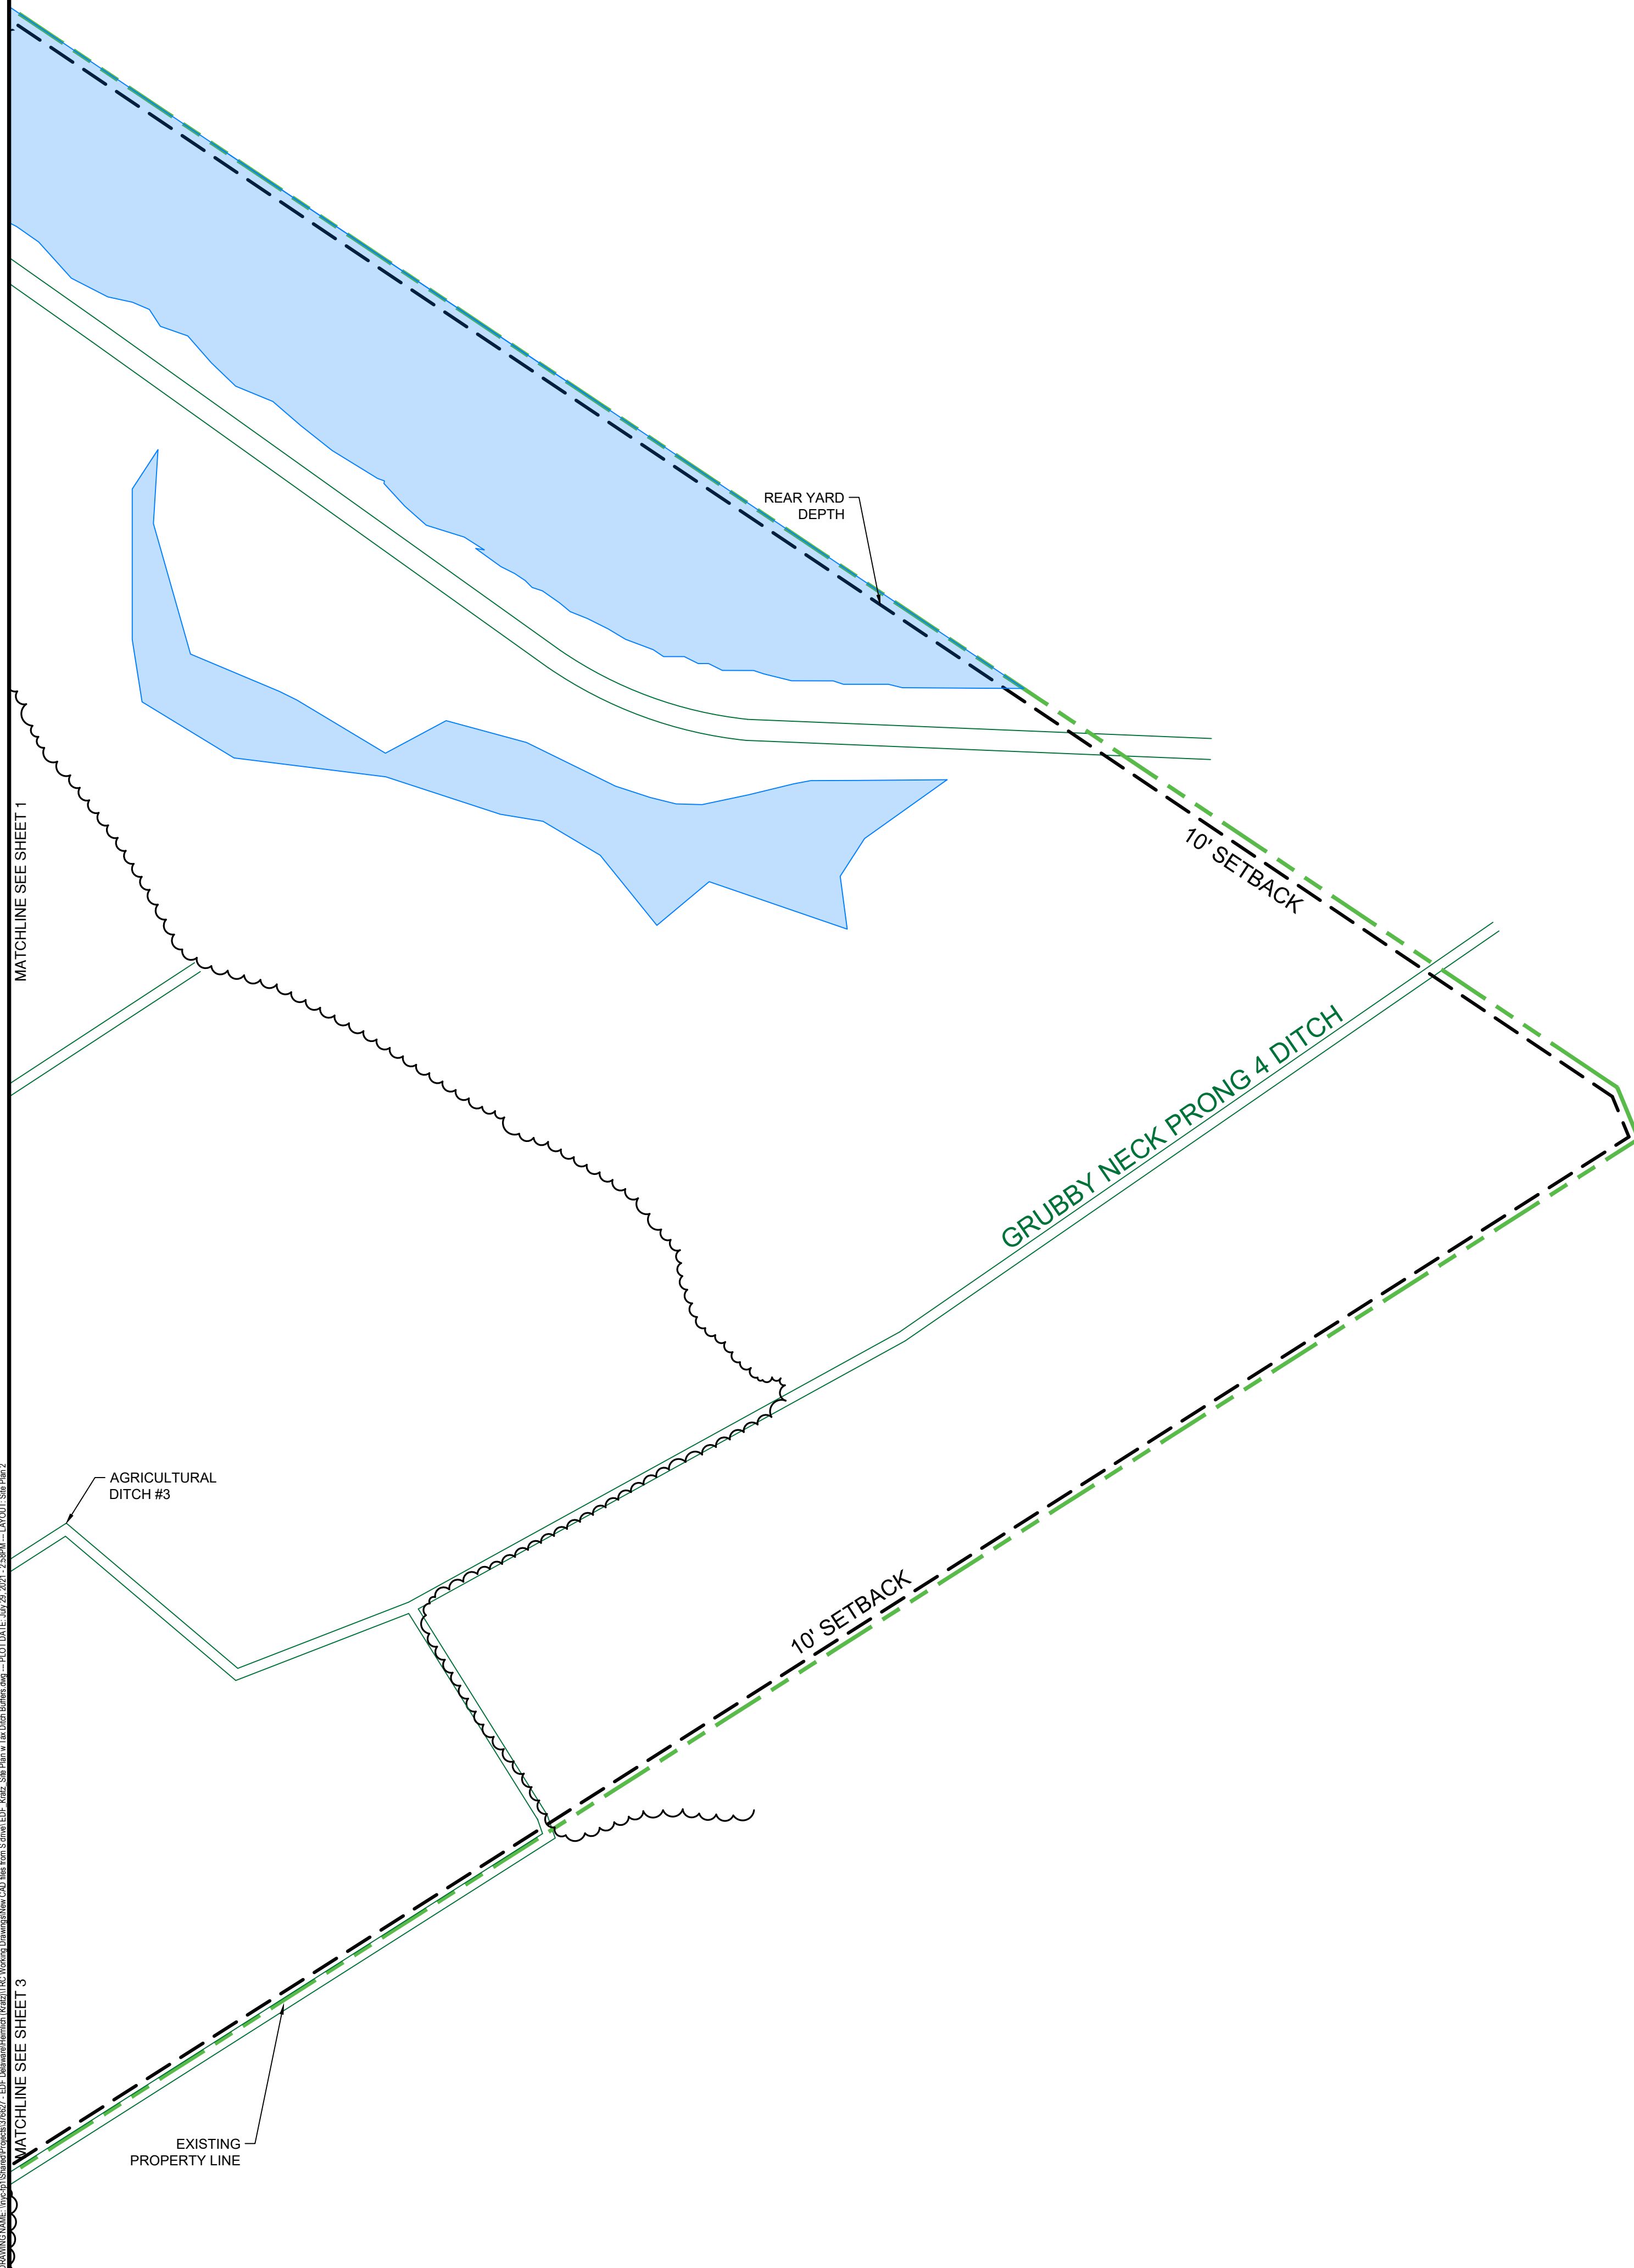 REAR YARD
DEPTH
10' SETBACK
MATCHLINE SEE SHEET 1
GRUBBY NECK PRONG 4 DITCH
AGRICULTURAL
DITCH #3
10' SETBACK
MATCHLINE SEE SHEET 3
EXISTING
PROPERTY LINE